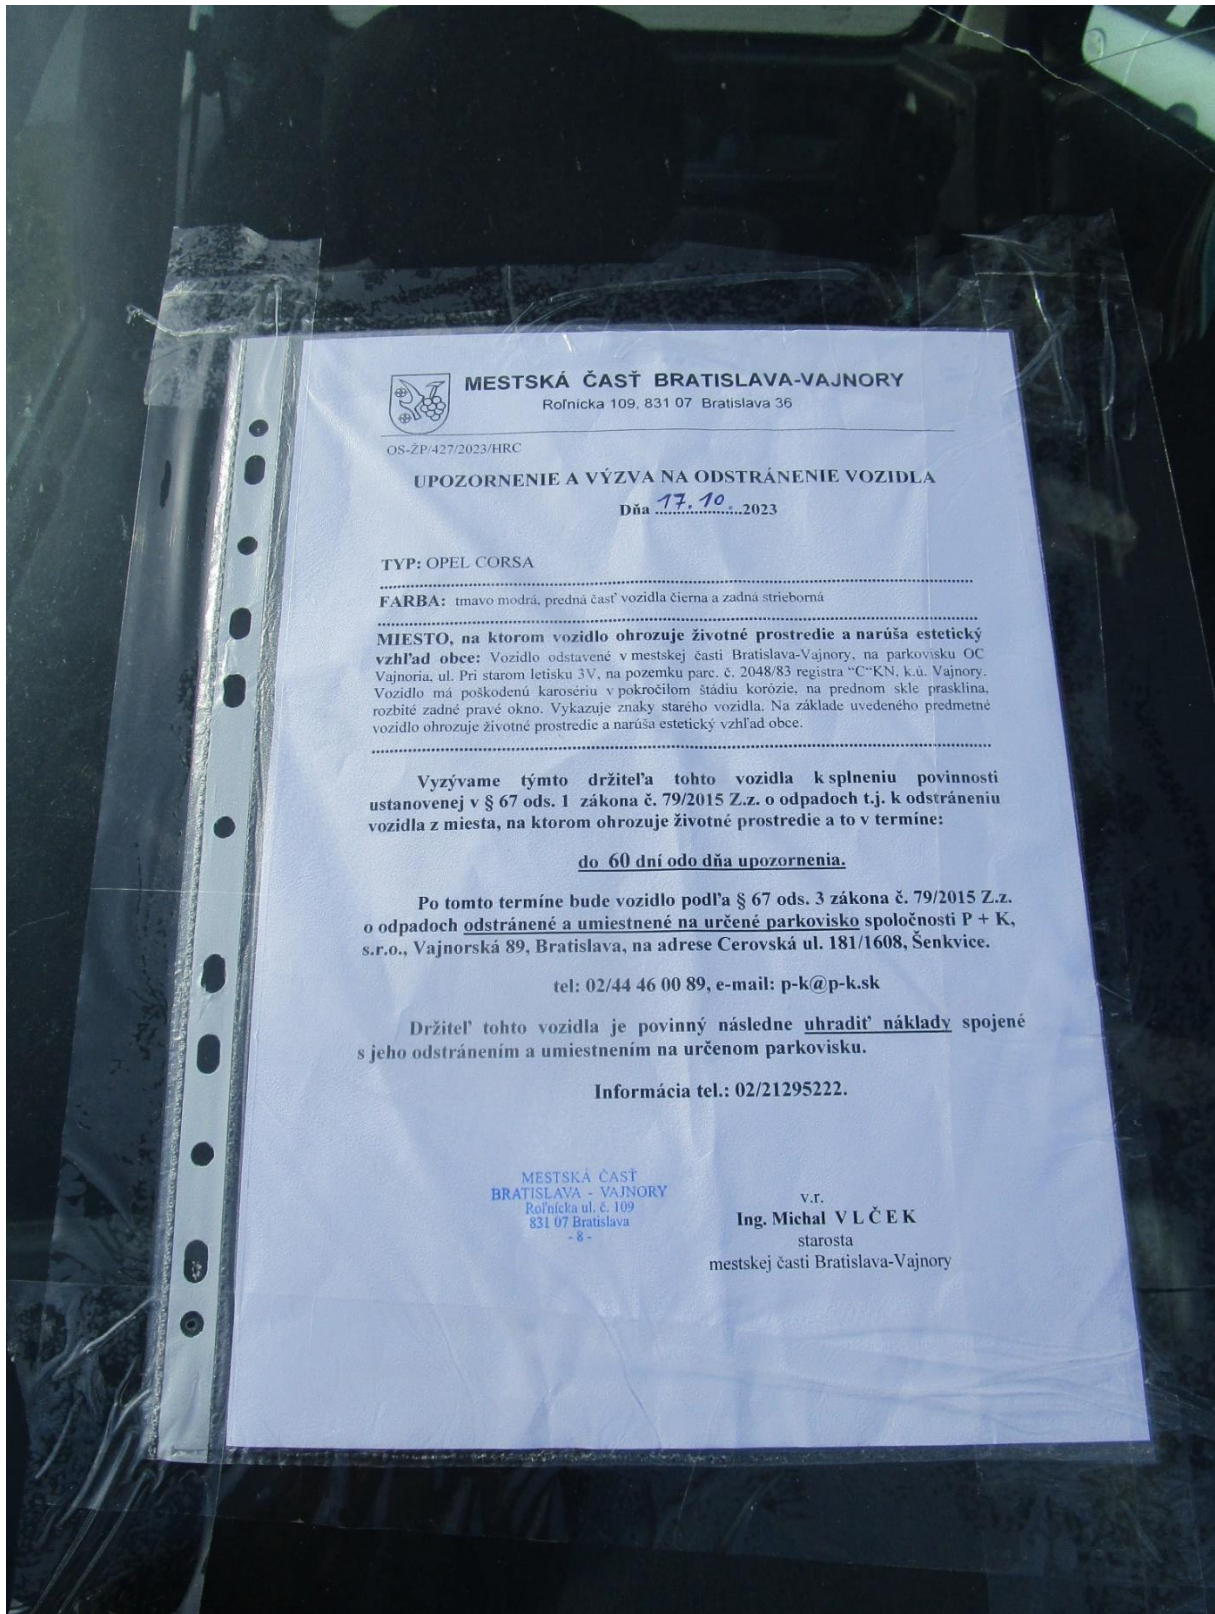 MESTSKÁ ČASŤ BRATISLAVA-VAJNORY
Roľnícka 109, 831 07 Bratislava 36
OS-ŽP/427/2023/HRC
UPOZORNENIE A VÝZVA NA ODSTRÁNENIE VOZIDLA
Dňa 17.10. 2023
TYP: OPEL CORSA
FARBA: tmavo modrá, predná časť vozidla čierna a zadná strieborná
MIESTO, na ktorom vozidlo ohrozuje životné prostredie a narúša estetický
vzhľad obce: Vozidlo odstavené v mestskej časti Bratislava-Vajnory, na parkovisku OC
Vajnoria, ul. Pri starom letisku 3V, na pozemku parc. č. 2048/83 registra "C"KN, k.ú. Vajnory.
Vozidlo má poškodenú karosériu v pokročilom štádiu korózie, na prednom skle prasklina,
rozbité zadné pravé okno. Vykazuje znaky starého vozidla. Na základe uvedeného predmetné
vozidlo ohrozuje životné prostredie a narúša estetický vzhľad obce.
Vyzývame týmto držiteľa tohto vozidla k splneniu povinnosti
ustanovenej v § 67 ods. 1 zákona č. 79/2015 Z.z. o odpadoch t.j. k odstráneniu
vozidla z miesta, na ktorom ohrozuje životné prostredie a to v termíne:
do 60 dní odo dňa upozornenia.
Po tomto termíne bude vozidlo podľa § 67 ods. 3 zákona č. 79/2015 Z.z.
o odpadoch odstránené a umiestnené na určené parkovisko spoločnosti P + K,
s.r.o., Vajnorská 89, Bratislava, na adrese Cerovská ul. 181/1608, Šenkvice.
tel: 02/44 46 00 89, e-mail: p-k@p-k.sk
Držiteľ tohto vozidla je povinný následne uhradiť náklady spojené
s jeho odstránením a umiestnením na určenom parkovisku.
Informácia tel.: 02/21295222.
MESTSKÁ ČASŤ
BRATISLAVA - VAJNORY
Roľnícka ul. č. 109
831 07 Bratislava
- 8 -
v.r.
Ing. Michal V L Č E K
starosta
mestskej časti Bratislava-Vajnory